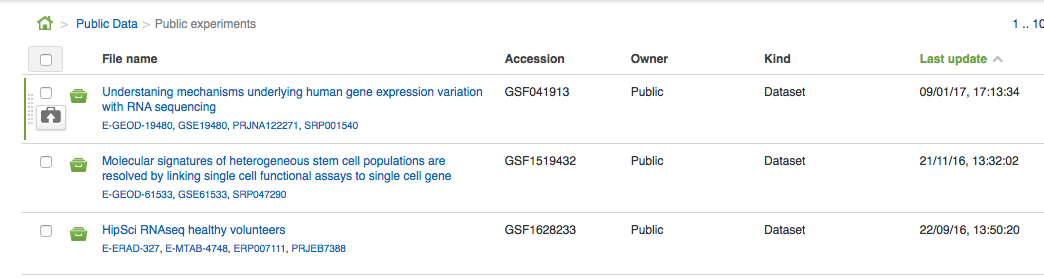 > Public Data > Public experiments
1 .. 10
File name Accession Owner Kind Last update
Understaning mechanisms underlying human gene expression variation GSF041913 Public Dataset 09/01/17, 17:13:34
with RNA sequencing
E-GEOD-19480, GSE19480, PRJNA122271, SRP001540
Molecular signatures of heterogeneous stem cell populations are GSF1519432 Public Dataset 21/11/16, 13:32:02
resolved by linking single cell functional assays to single cell gene
E-GEOD-61533, GSE61533, SRP047290
HipSci RNAseq healthy volunteers GSF1628233 Public Dataset 22/09/16, 13:50:20
E-ERAD-327, E-MTAB-4748, ERP007111, PRJEB7388